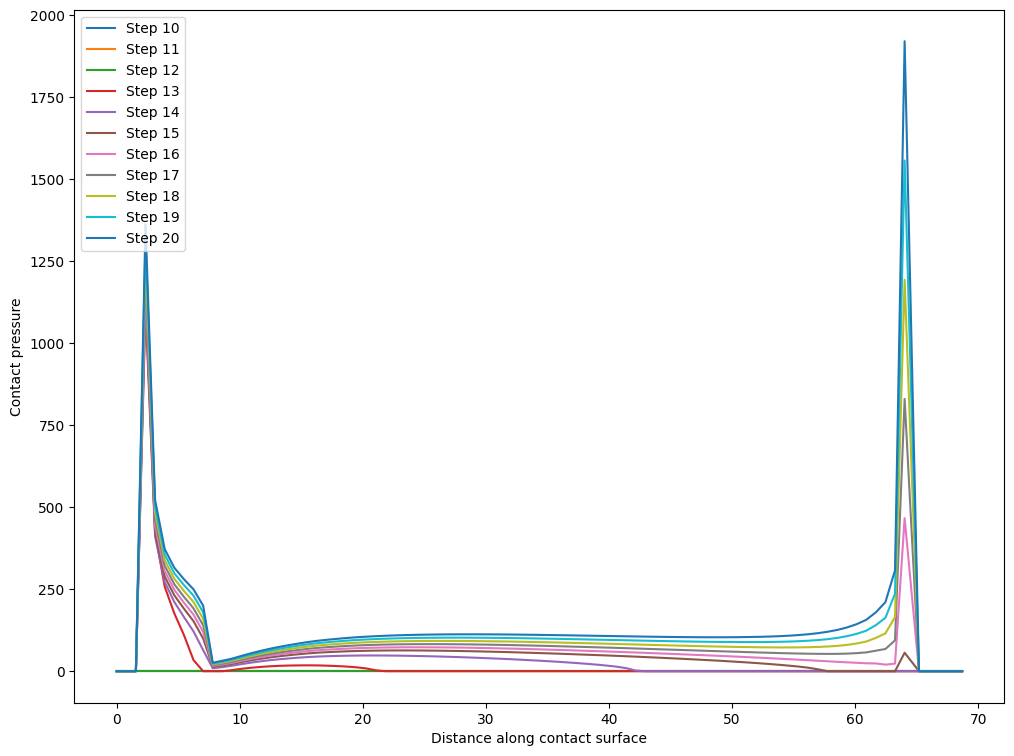 2000
1750
1500
1250
1000
750
500
250
0
Contact pressure
Step 10
Step 11
Step 12
Step 13
Step 14
Step 15
Step 16
Step 17
Step 18
Step 19
Step 20
0 10 20 30 40 50 60 70
Distance along contact surface